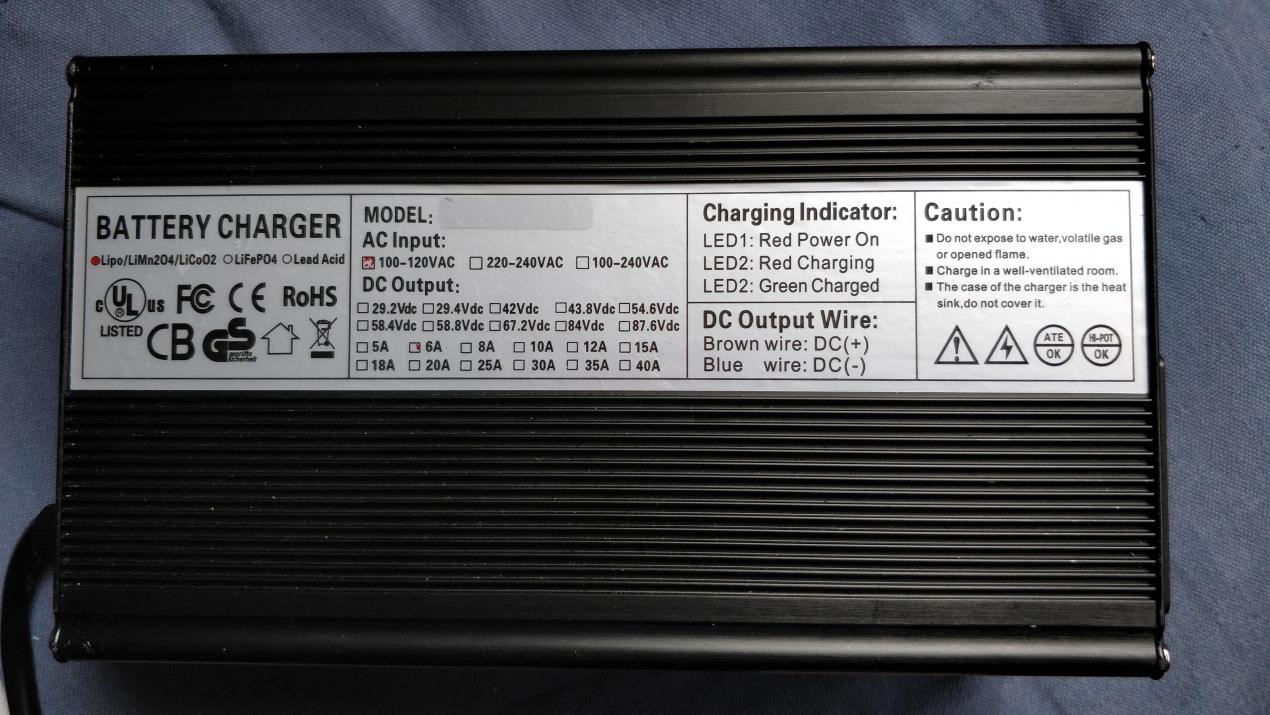 BATTERY CHARGER
Lipo/LiMn2O4/LiCoO2 LiFePO4 Lead Acid
c UL us FC CE RoHS
LISTED CB GS
geprüfte
Sicherheit
MODEL:
AC Input:
100-120VAC 220-240VAC 100-240VAC
DC Output:
29.2Vdc 29.4Vdc 42Vdc 43.8Vdc 54.6Vdc
58.4Vdc 58.8Vdc 67.2Vdc 84Vdc 87.6Vdc
5A 6A 8A 10A 12A 15A
18A 20A 25A 30A 35A 40A
Charging Indicator:
LED1: Red Power On
LED2: Red Charging
LED2: Green Charged
DC Output Wire:
Brown wire: DC(+)
Blue wire: DC(-)
Caution:
Do not expose to water,volatile gas
or opened flame.
Charge in a well-ventilated room.
The case of the charger is the heat
sink,do not cover it.
ATE
OK
HI-POT
OK